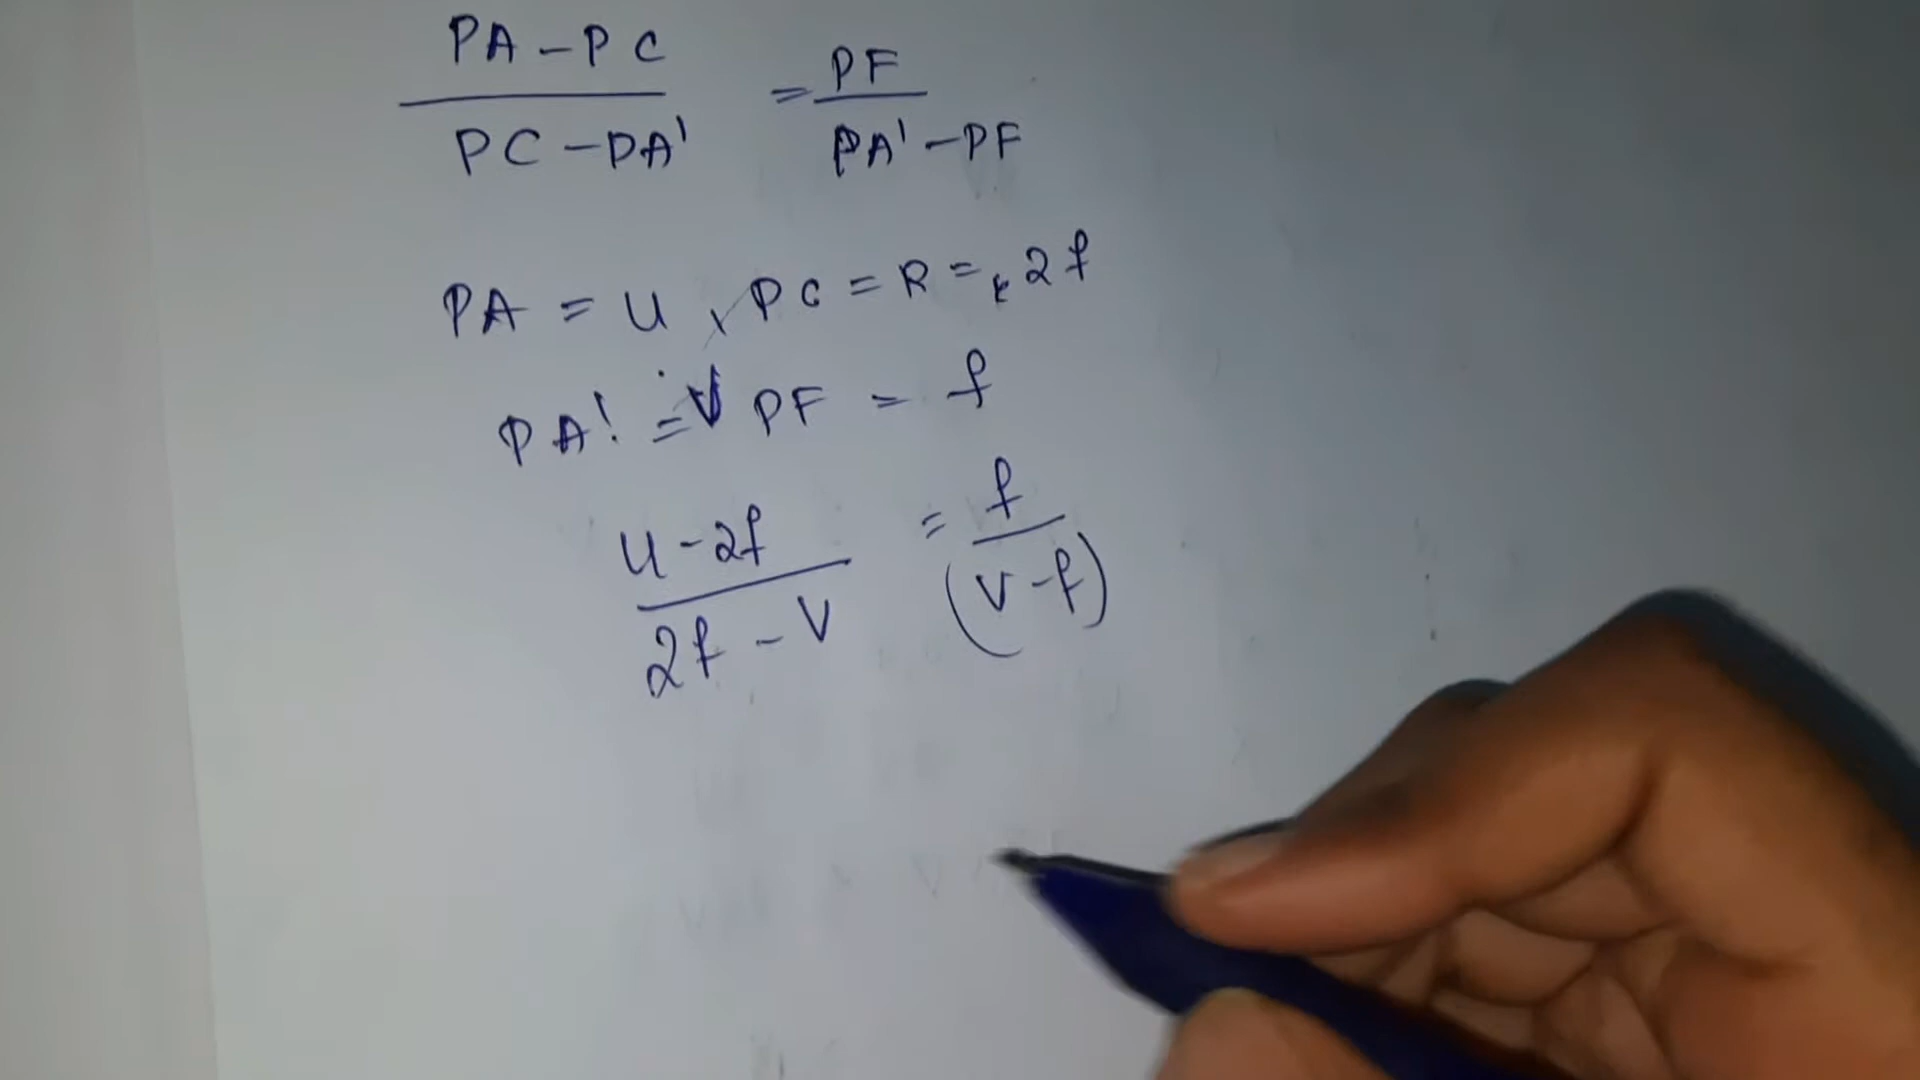 PA - PC = PF
PC - PA' PA' - PF
PA = u, PC = R = 2f
PA' = v PF = f
u - 2f = f
2f - v (v - f)